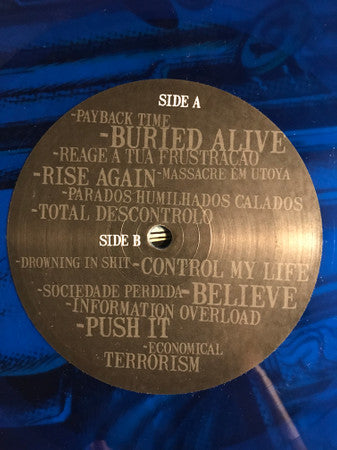 SIDE A
-PAYBACK TIME
-BURIED ALIVE
-REAGE A TUA FRUSTRACAO
-RISE AGAIN -MASSACRE EM UTOYA
-PARADOS HUMILHADOS CALADOS
-TOTAL DESCONTROLO
SIDE B
-DROWNING IN SHIT -CONTROL MY LIFE
-SOCIEDADE PERDIDA -BELIEVE
-INFORMATION OVERLOAD
-PUSH IT
-ECONOMICAL
TERRORISM